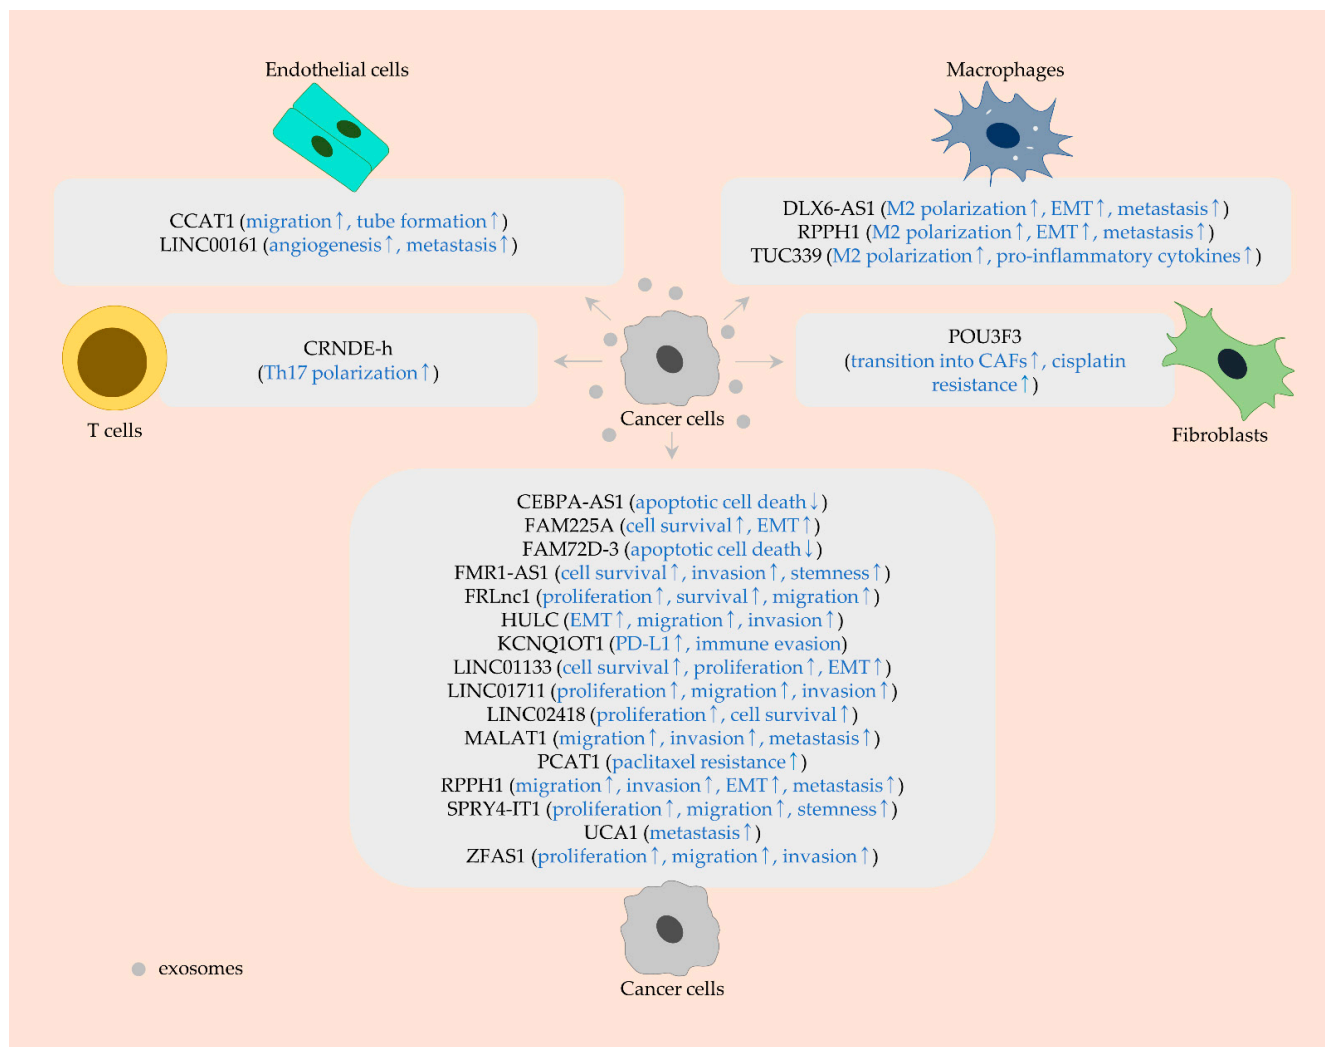 Endothelial cells
Macrophages
CCAT1 (migration↑, tube formation↑)
LINC00161 (angiogenesis↑, metastasis↑)
DLX6-AS1 (M2 polarization↑, EMT↑, metastasis↑)
RPPH1 (M2 polarization↑, EMT↑, metastasis↑)
TUC339 (M2 polarization↑, pro-inflammatory cytokines↑)
CRNDE-h
(Th17 polarization↑)
T cells
Cancer cells
POU3F3
(transition into CAFs↑, cisplatin
resistance↑)
Fibroblasts
CEBPA-AS1 (apoptotic cell death↓)
FAM225A (cell survival↑, EMT↑)
FAM72D-3 (apoptotic cell death↓)
FMR1-AS1 (cell survival↑, invasion↑, stemness↑)
FRLnc1 (proliferation↑, survival↑, migration↑)
HULC (EMT↑, migration↑, invasion↑)
KCNQ1OT1 (PD-L1↑, immune evasion)
LINC01133 (cell survival↑, proliferation↑, EMT↑)
LINC01711 (proliferation↑, migration↑, invasion↑)
LINC02418 (proliferation↑, cell survival↑)
MALAT1 (migration↑, invasion↑, metastasis↑)
PCAT1 (paclitaxel resistance↑)
RPPH1 (migration↑, invasion↑, EMT↑, metastasis↑)
SPRY4-IT1 (proliferation↑, migration↑, stemness↑)
UCA1 (metastasis↑)
ZFAS1 (proliferation↑, migration↑, invasion↑)
exosomes
Cancer cells